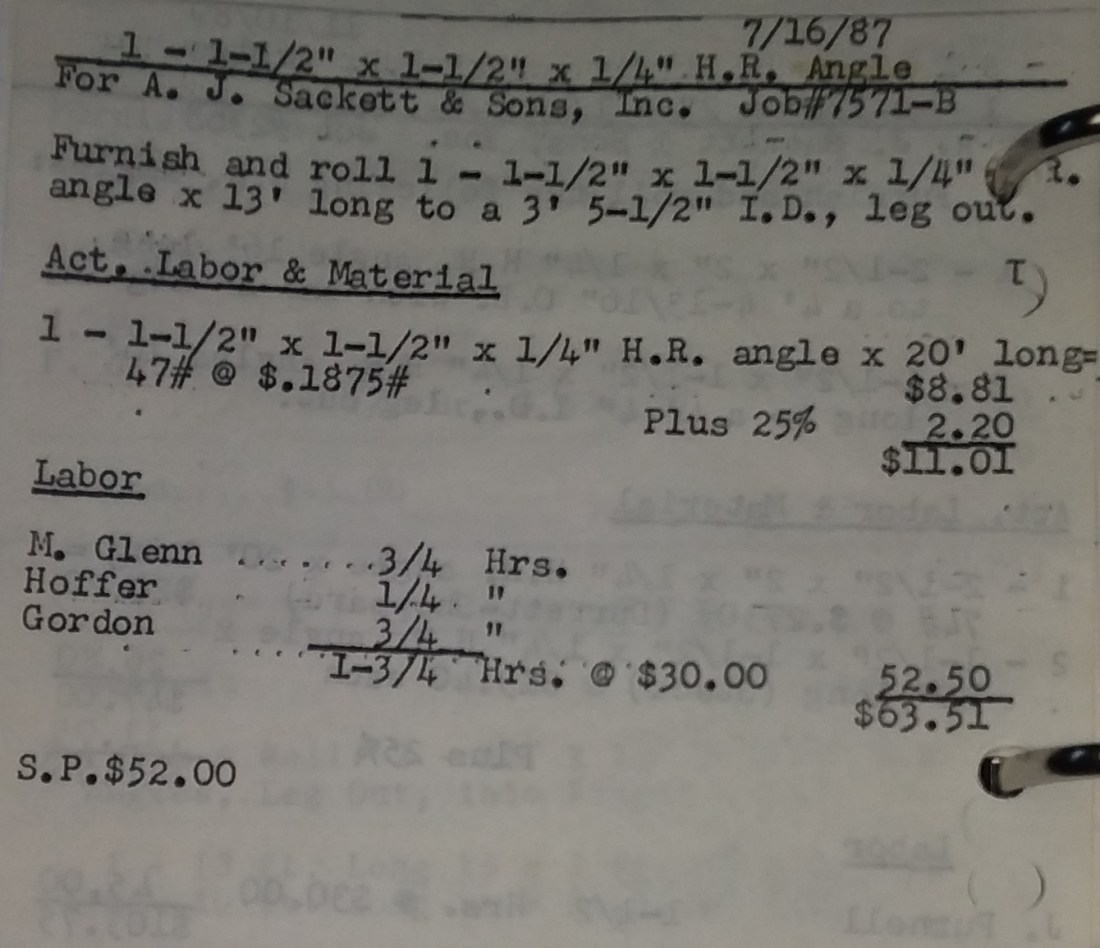 7/16/87
1 - 1-1/2" x 1-1/2" x 1/4" H.R. Angle
For A. J. Sackett & Sons, Inc. Job#7571-B
Furnish and roll 1 - 1-1/2" x 1-1/2" x 1/4" R.
angle x 13' long to a 3' 5-1/2" I.D., leg out.
Act. Labor & Material
1 - 1-1/2" x 1-1/2" x 1/4" H.R. angle x 20' long=
47# @ $.1875# $8.81
Plus 25% 2.20
$11.01
Labor
M. Glenn .......3/4 Hrs.
Hoffer 1/4 "
Gordon .... 3/4 "
1-3/4 Hrs. @ $30.00 52.50
$63.51
S.P.$52.00